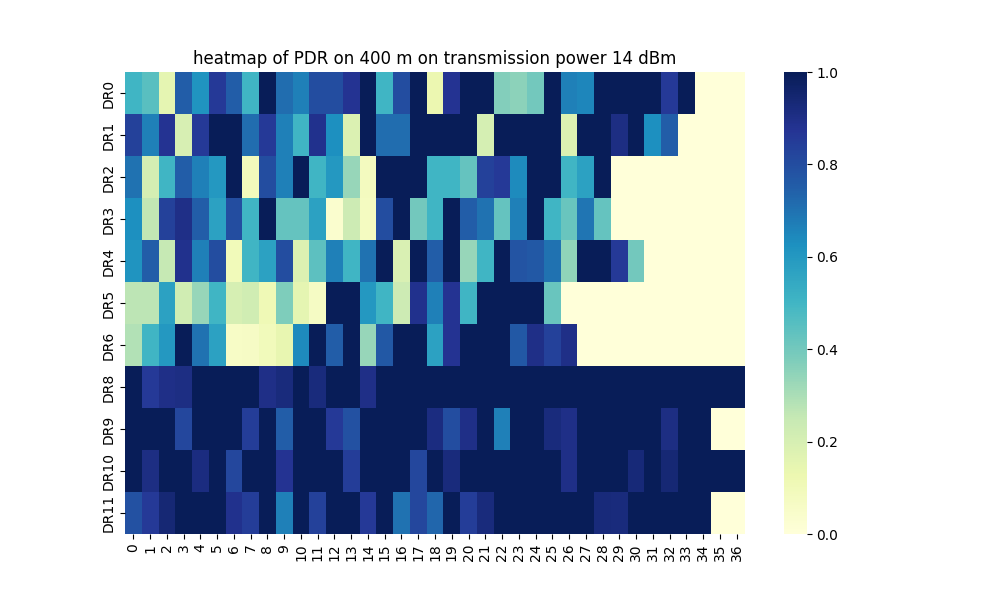 heatmap of PDR on 400 m on transmission power 14 dBm
DR0
DR1
DR2
DR3
DR4
DR5
DR6
DR8
DR9
DR10
DR11
0 1 2 3 4 5 6 7 8 9 10 11 12 13 14 15 16 17 18 19 20 21 22 23 24 25 26 27 28 29 30 31 32 33 34 35 36
1.0
0.8
0.6
0.4
0.2
0.0